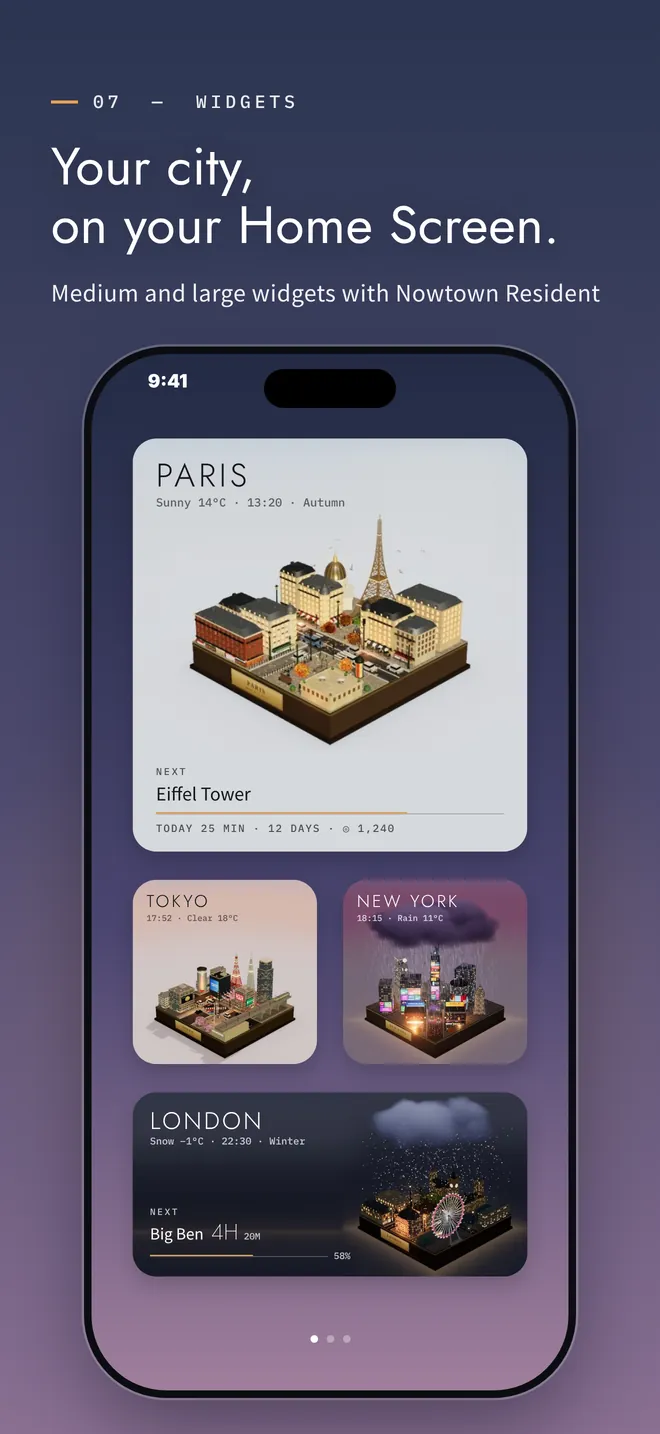 07 — WIDGETS
Your city,
on your Home Screen.
Medium and large widgets with Nowtown Resident
9:41
PARIS
Sunny 14°C · 13:20 · Autumn
PARIS
NEXT
Eiffel Tower
TODAY 25 MIN · 12 DAYS · ◎ 1,240
TOKYO
17:52 · Clear 18°C
NEW YORK
18:15 · Rain 11°C
LONDON
Snow −1°C · 22:30 · Winter
NEXT
Big Ben 4H 20M
58%